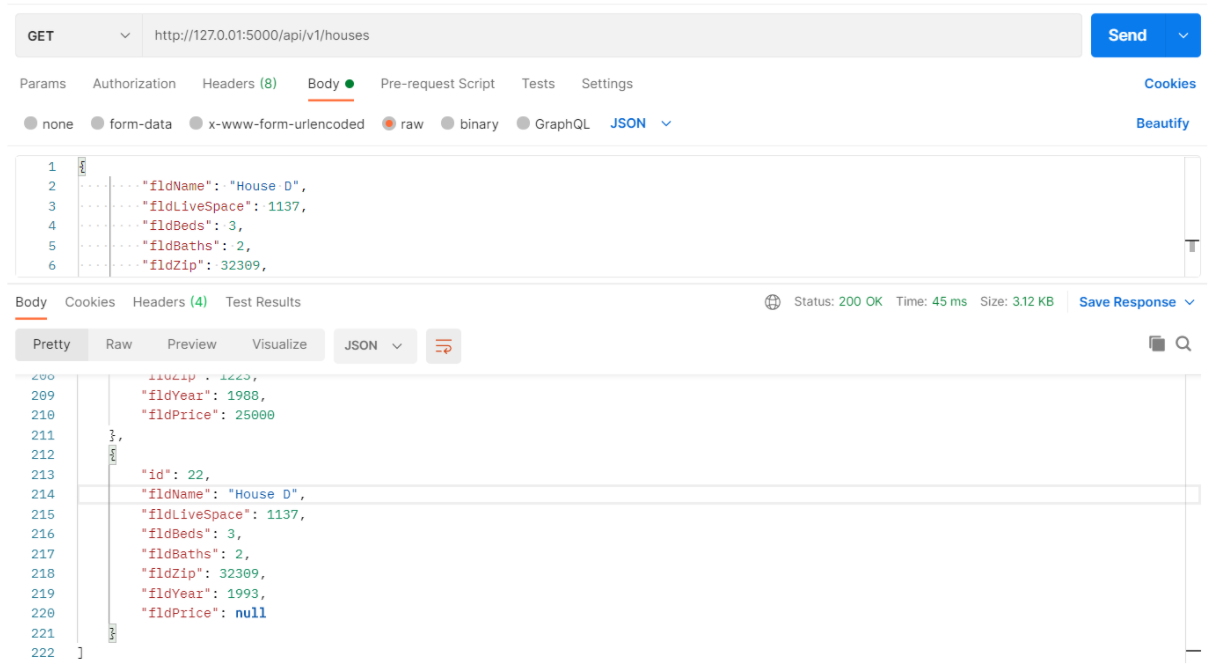 GET http://127.0.01:5000/api/v1/houses Send
Params Authorization Headers (8) Body Pre-request Script Tests Settings Cookies
none form-data x-www-form-urlencoded raw binary GraphQL JSON Beautify
1 {
2 "fldName": "House D",
3 "fldLiveSpace": 1137,
4 "fldBeds": 3,
5 "fldBaths": 2,
6 "fldZip": 32309,
Body Cookies Headers (4) Test Results Status: 200 OK Time: 45 ms Size: 3.12 KB Save Response
Pretty Raw Preview Visualize JSON
208 "fldZip": 1223,
209 "fldYear": 1988,
210 "fldPrice": 25000
211 },
212 {
213 "id": 22,
214 "fldName": "House D",
215 "fldLiveSpace": 1137,
216 "fldBeds": 3,
217 "fldBaths": 2,
218 "fldZip": 32309,
219 "fldYear": 1993,
220 "fldPrice": null
221 }
222 ]